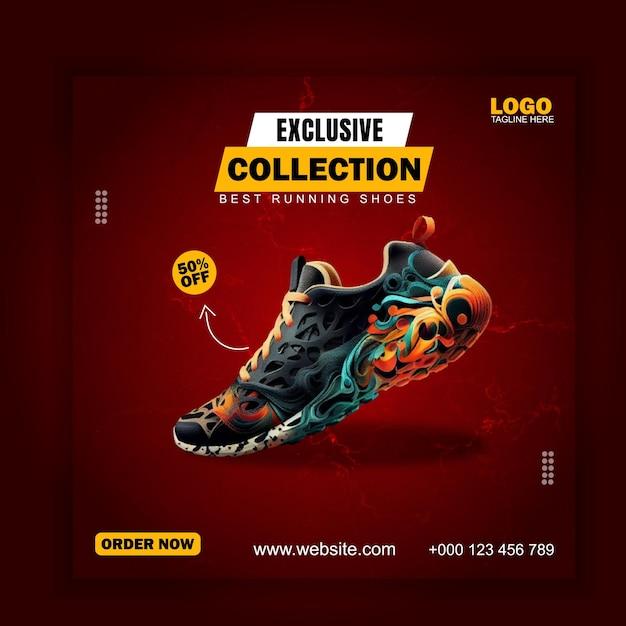 LOGO
TAGLINE HERE
EXCLUSIVE
COLLECTION
BEST RUNNING SHOES
50%
OFF
ORDER NOW
www.website.com
+000 123 456 789